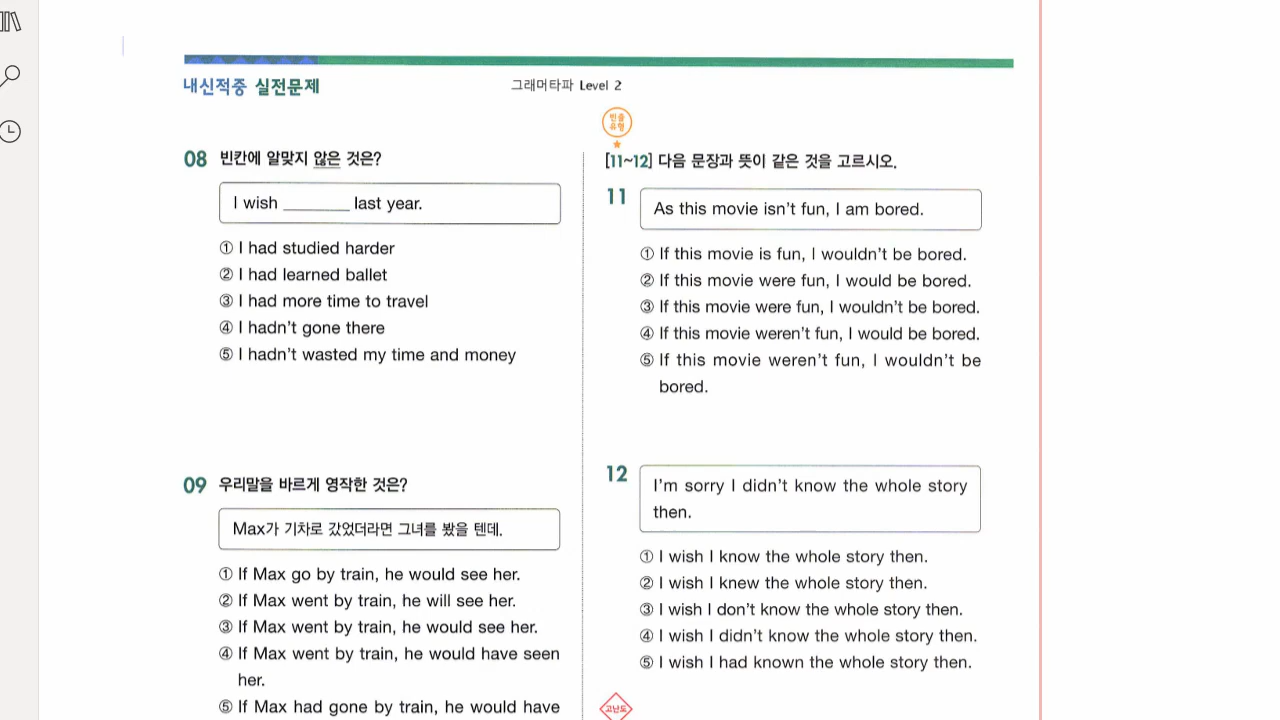 내신적중 실전문제
그래머타파 Level 2
08 빈칸에 알맞지 않은 것은?
I wish ________ last year.
① I had studied harder
② I had learned ballet
③ I had more time to travel
④ I hadn't gone there
⑤ I hadn't wasted my time and money
09 우리말을 바르게 영작한 것은?
Max가 기차로 갔었더라면 그녀를 봤을 텐데.
① If Max go by train, he would see her.
② If Max went by train, he will see her.
③ If Max went by train, he would see her.
④ If Max went by train, he would have seen
her.
⑤ If Max had gone by train, he would have
빈출
유형
[11~12] 다음 문장과 뜻이 같은 것을 고르시오.
11 As this movie isn't fun, I am bored.
① If this movie is fun, I wouldn't be bored.
② If this movie were fun, I would be bored.
③ If this movie were fun, I wouldn't be bored.
④ If this movie weren't fun, I would be bored.
⑤ If this movie weren't fun, I wouldn't be
bored.
12 I'm sorry I didn't know the whole story
then.
① I wish I know the whole story then.
② I wish I knew the whole story then.
③ I wish I don't know the whole story then.
④ I wish I didn't know the whole story then.
⑤ I wish I had known the whole story then.
고난도